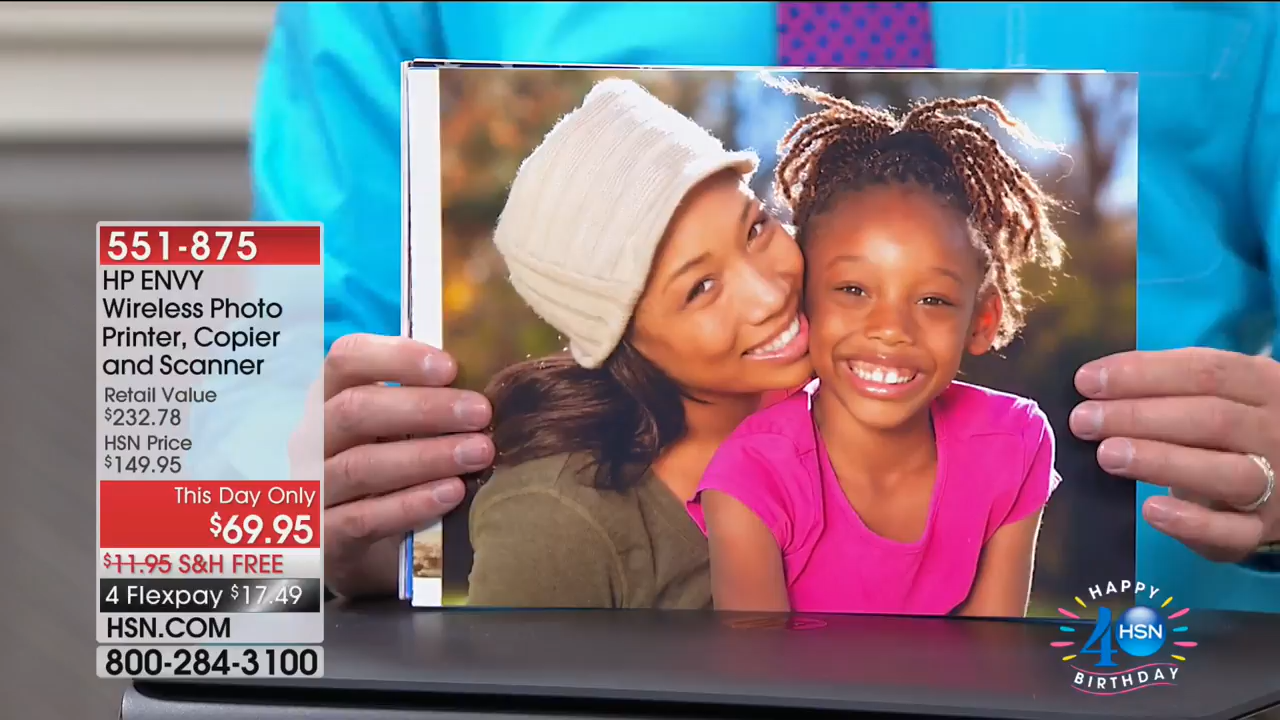 551-875
HP ENVY
Wireless Photo
Printer, Copier
and Scanner
Retail Value
$232.78
HSN Price
$149.95
This Day Only
$69.95
$11.95 S&H FREE
4 Flexpay $17.49
HSN.COM
800-284-3100
HAPPY
40
HSN
BIRTHDAY